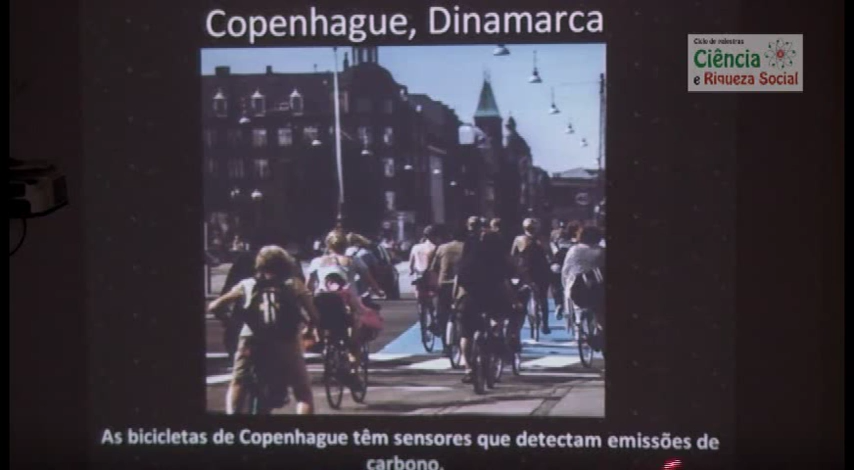 Copenhague, Dinamarca
Ciclo de palestras
Ciência
e Riqueza Social
As bicicletas de Copenhague têm sensores que detectam emissões de
carbono.